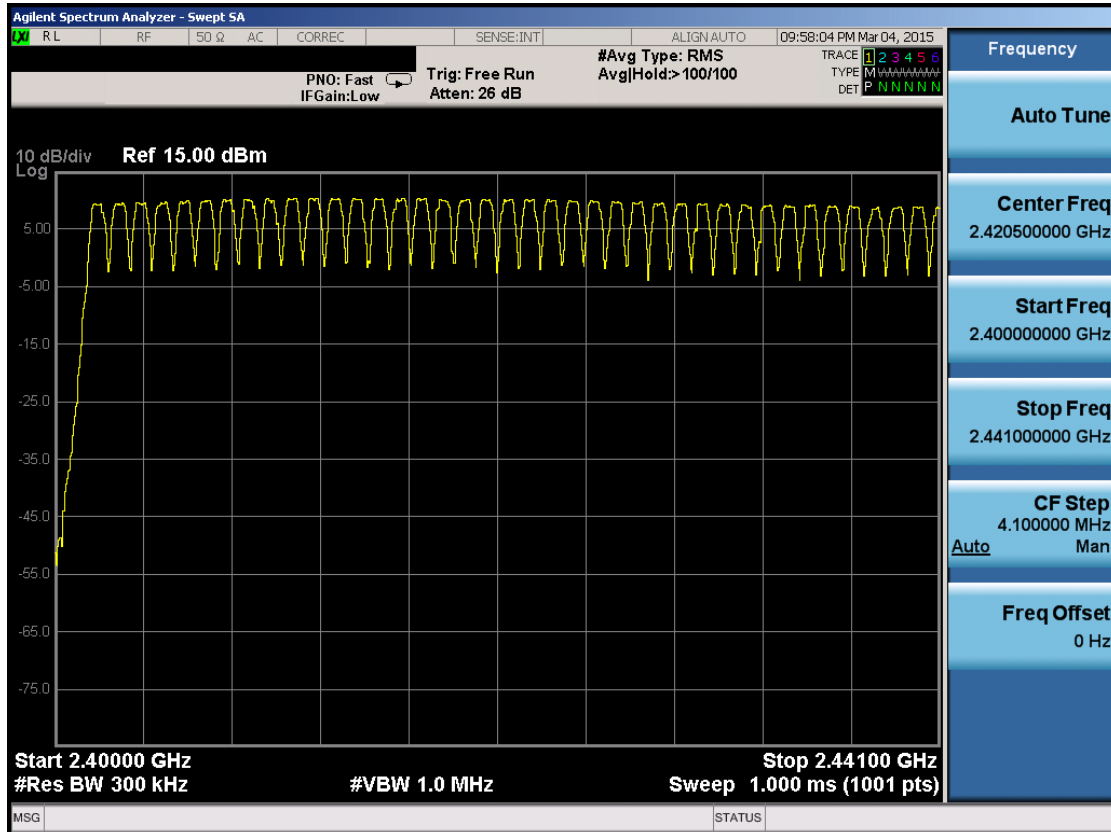 Agilent Spectrum Analyzer - Swept SA
LXI RL RF 50 Ω AC CORREC SENSE:INT ALIGN AUTO 09:58:04 PM Mar 04, 2015
PNO: Fast
IFGain:Low
Trig: Free Run
Atten: 26 dB
#Avg Type: RMS
Avg|Hold:>100/100
TRACE 1 2 3 4 5 6
TYPE M
DET P N N N N N
10 dB/div Ref 15.00 dBm
Log
5.00
-5.00
-15.0
-25.0
-35.0
-45.0
-55.0
-65.0
-75.0
Start 2.40000 GHz Stop 2.44100 GHz
#Res BW 300 kHz #VBW 1.0 MHz Sweep 1.000 ms (1001 pts)
MSG STATUS
Frequency
Auto Tune
Center Freq
2.420500000 GHz
Start Freq
2.400000000 GHz
Stop Freq
2.441000000 GHz
CF Step
4.100000 MHz
Auto Man
Freq Offset
0 Hz